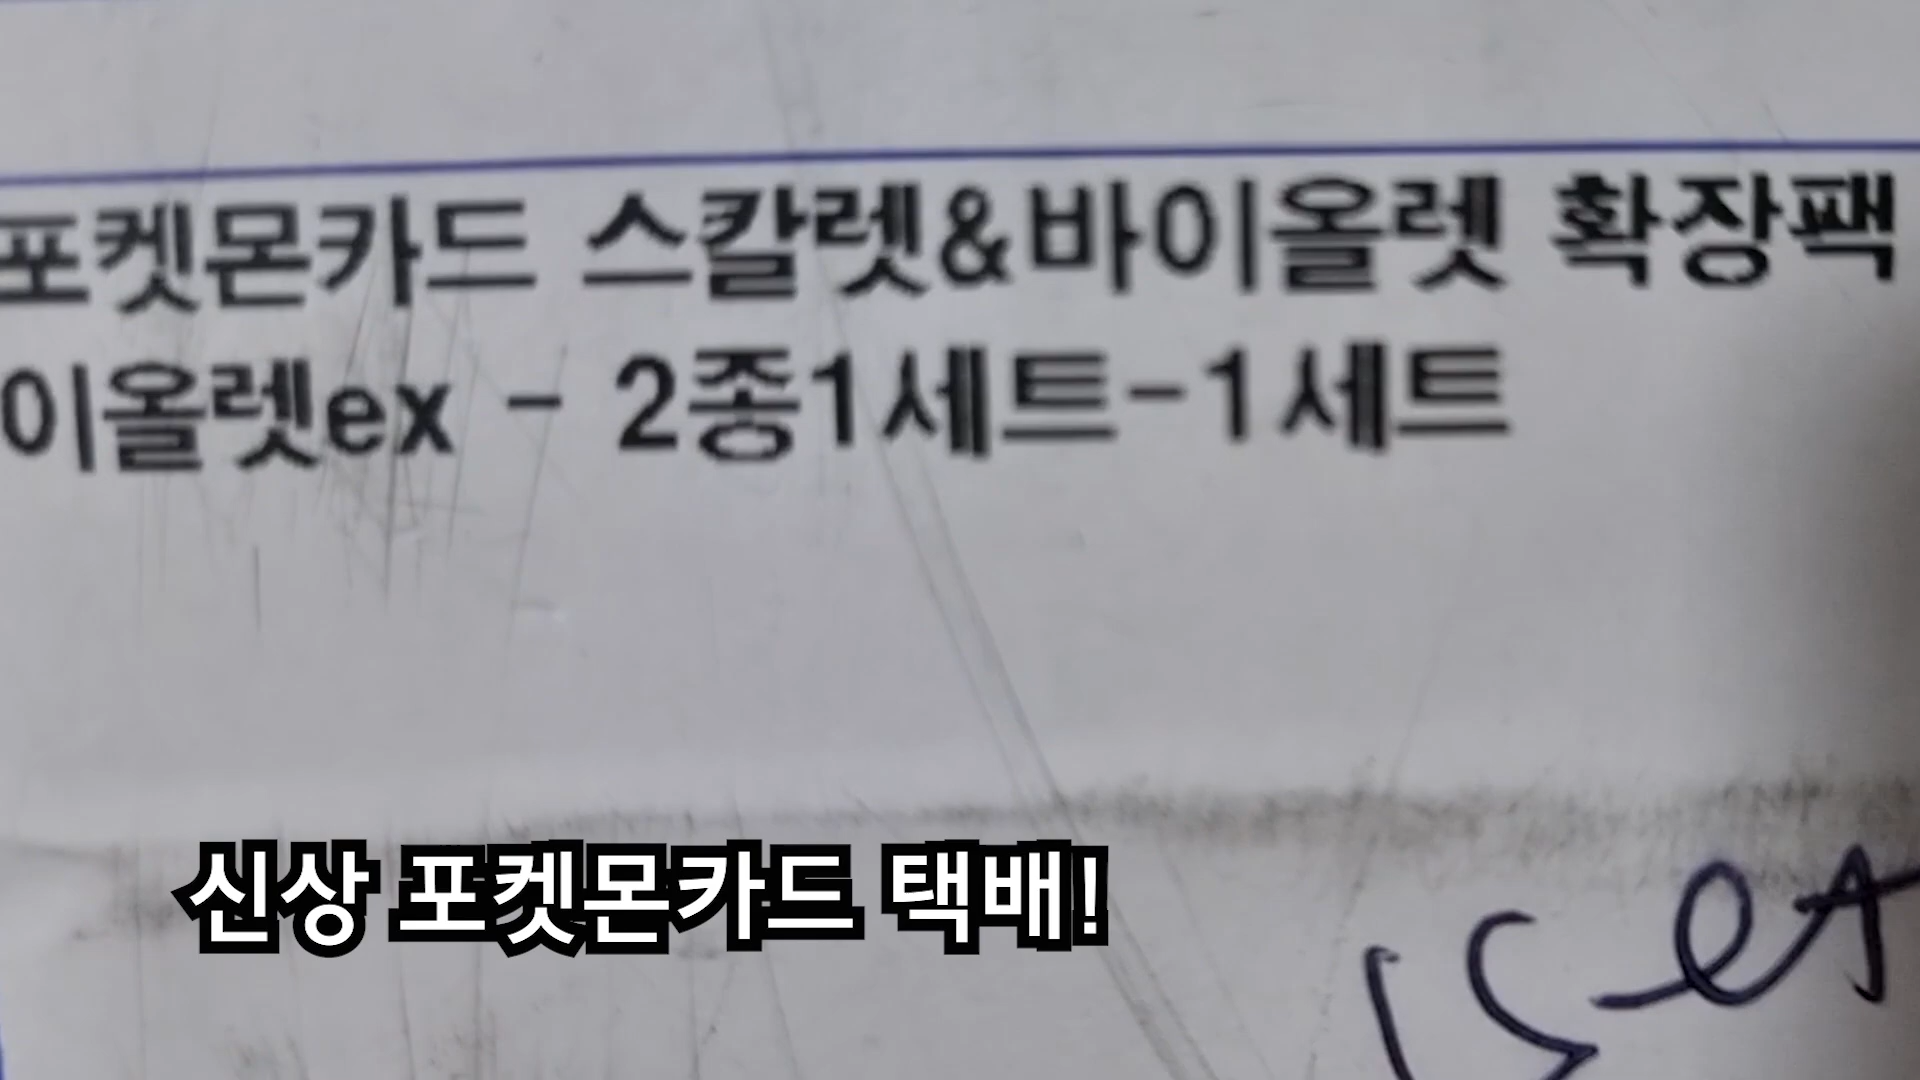 포켓몬카드 스칼렛&바이올렛 확장팩
이올렛ex - 2종1세트-1세트
신상 포켓몬카드 택배!
1set